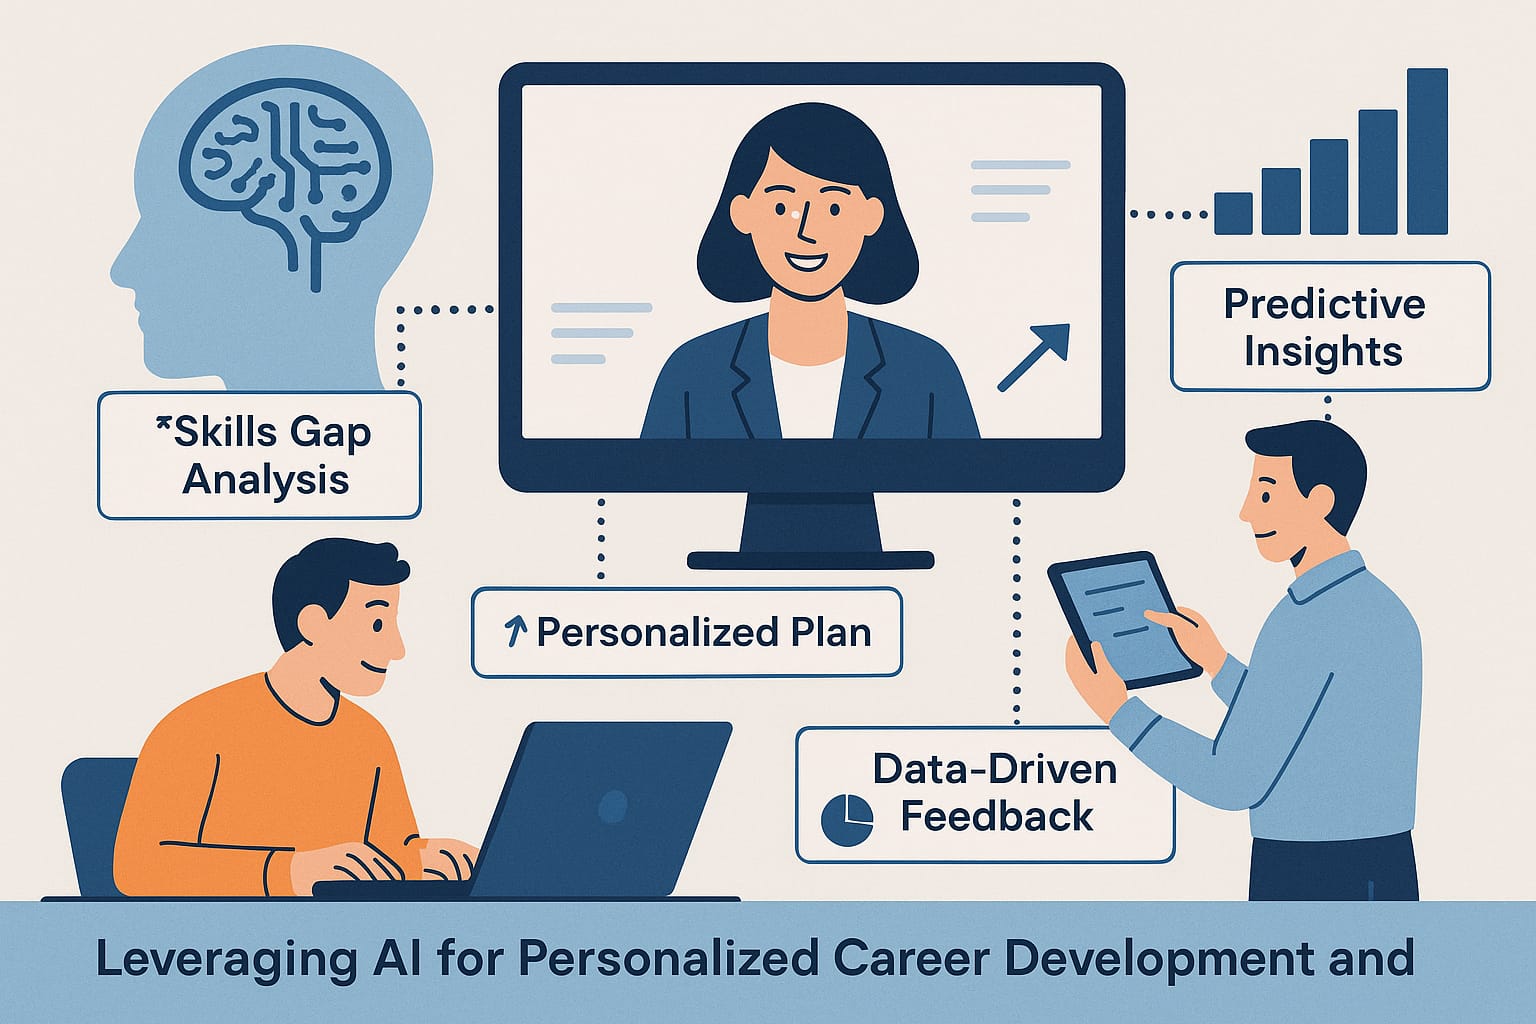 Predictive
Insights
Skills Gap
Analysis
Personalized Plan
Data-Driven
Feedback
Leveraging AI for Personalized Career Development and